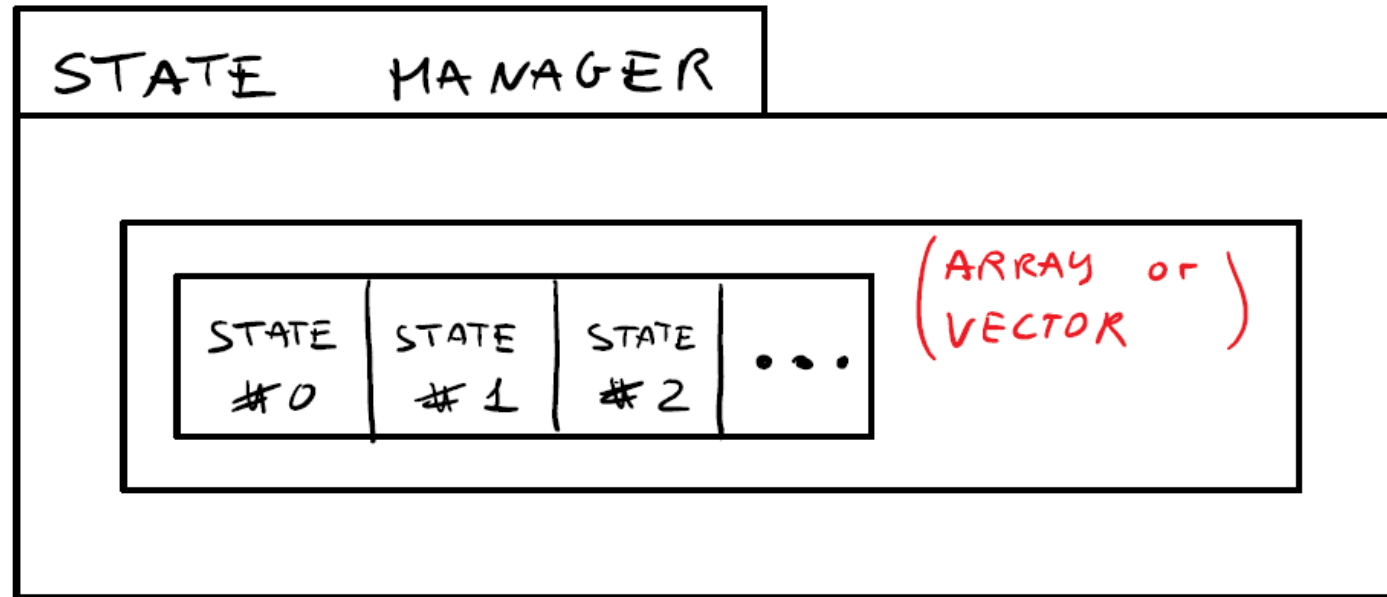 STATE MANAGER
STATE #0
STATE #1
STATE #2
...
(ARRAY or
VECTOR)